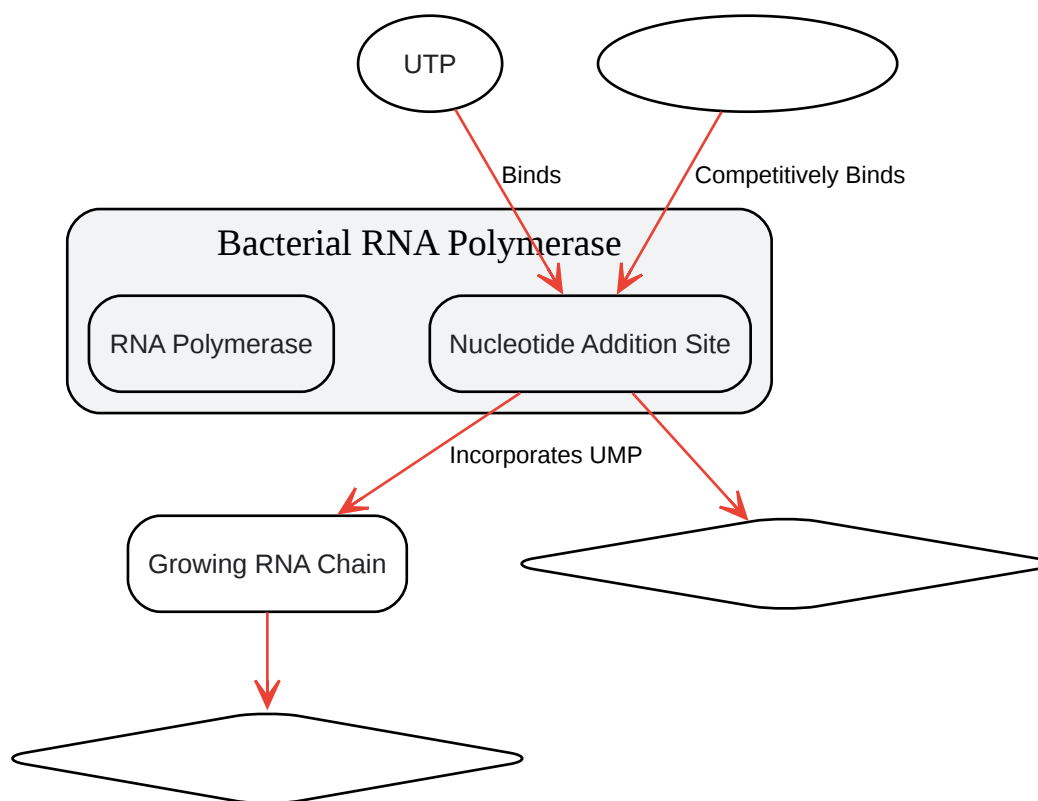 UTP
Binds
Competitively Binds
Bacterial RNA Polymerase
RNA Polymerase
Nucleotide Addition Site
Incorporates UMP
Growing RNA Chain